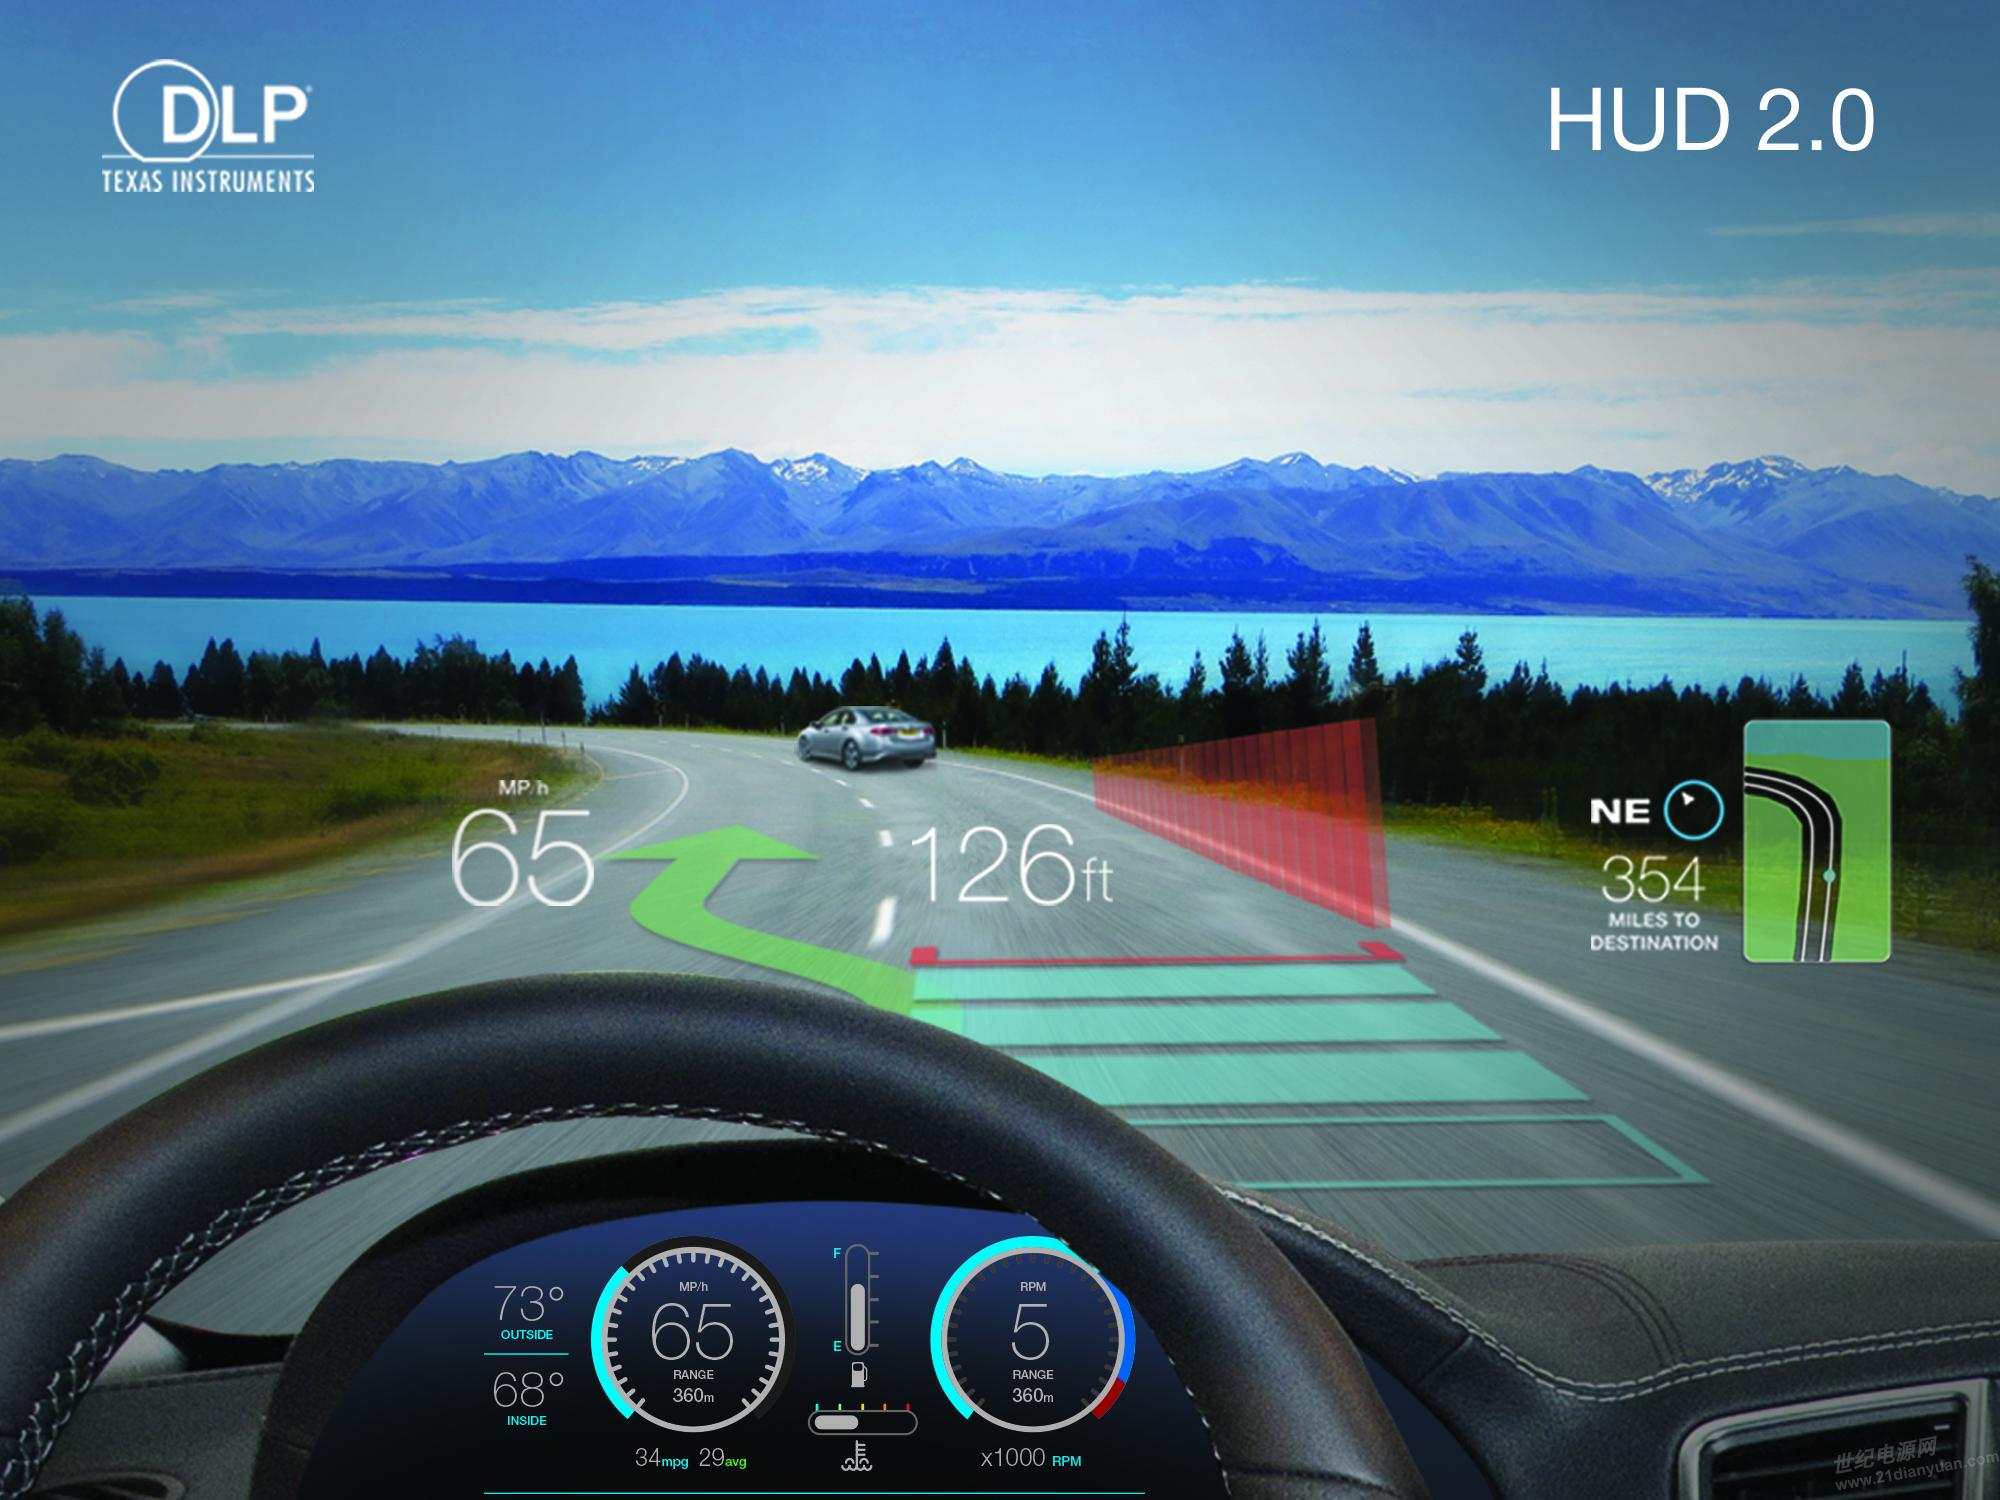 DLP®
TEXAS INSTRUMENTS
HUD 2.0
MP/h
65
126ft
NE
354
MILES TO
DESTINATION
73°
OUTSIDE
68°
INSIDE
MP/h
65
RANGE
360m
34mpg 29avg
F
E
RPM
5
RANGE
360m
x1000 RPM
世纪电源网
www.21dianyuan.com